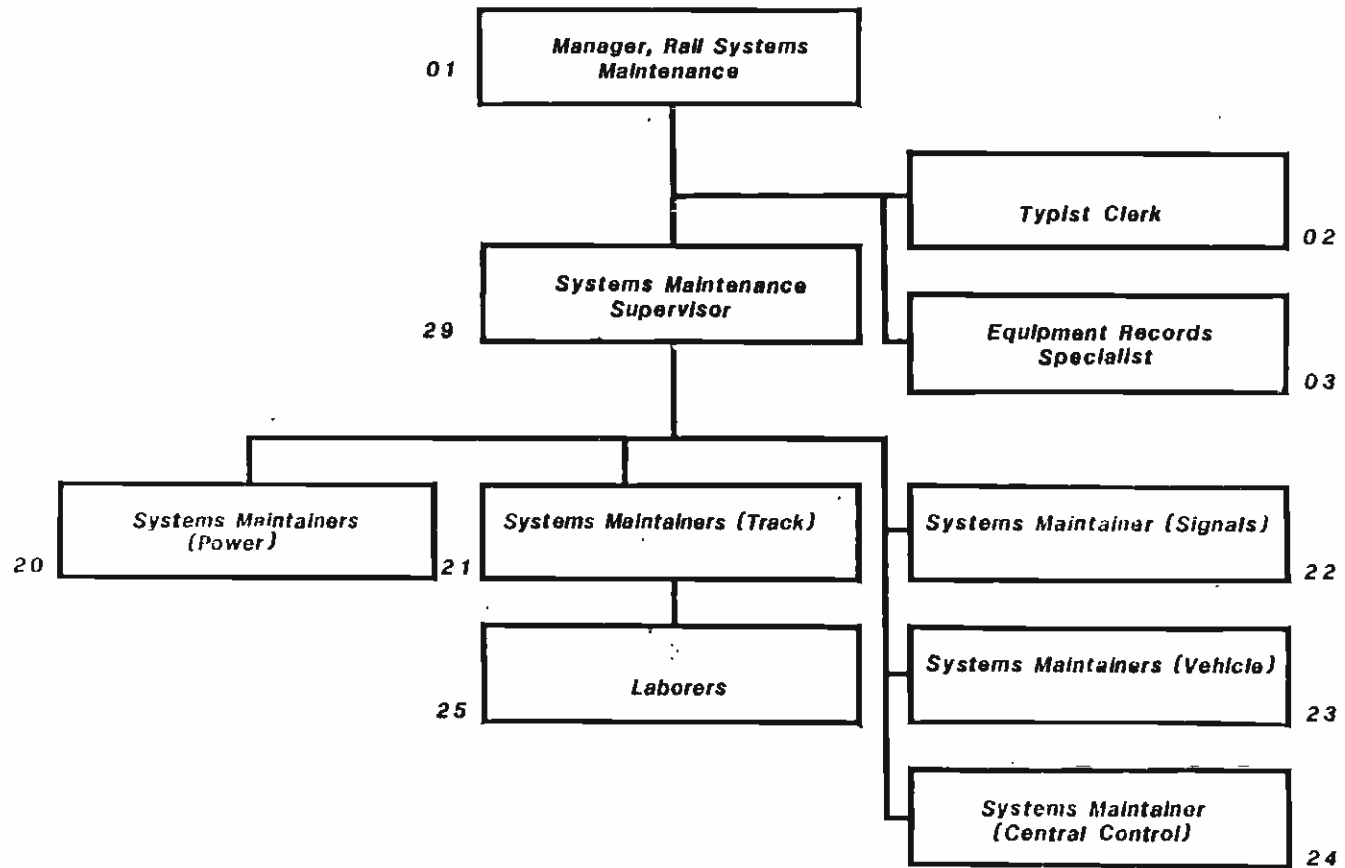 Manager, Rail Systems
Maintenance
01
Typist Clerk
02
Systems Maintenance
Supervisor
29
Equipment Records
Specialist
03
Systems Maintainers
(Power)
20
Systems Maintainers (Track)
21
Systems Maintainer (Signals)
22
Laborers
25
Systems Maintainers (Vehicle)
23
Systems Maintainer
(Central Control)
24